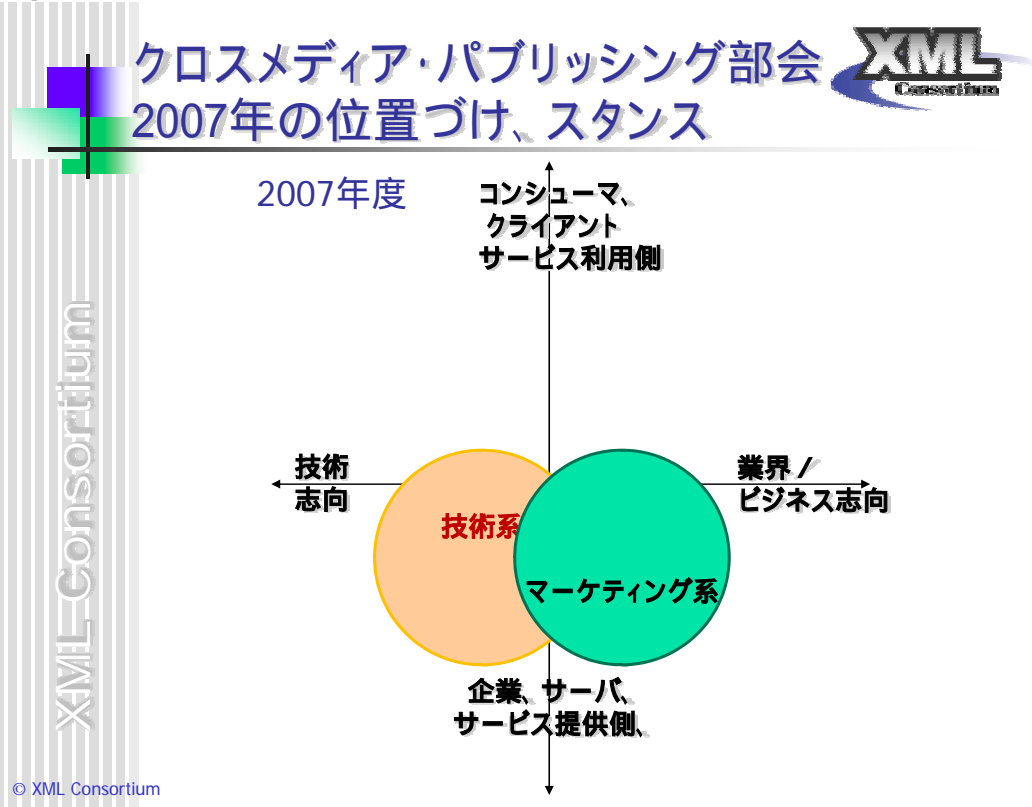 クロスメディア・パブリッシング部会
2007年の位置づけ、スタンス
XML
Consortium
2007年度
コンシューマ、
クライアント
サービス利用側
技術
志向
業界／
ビジネス志向
技術系
マーケティング系
企業、サーバ、
サービス提供側、
XML Consortium
© XML Consortium